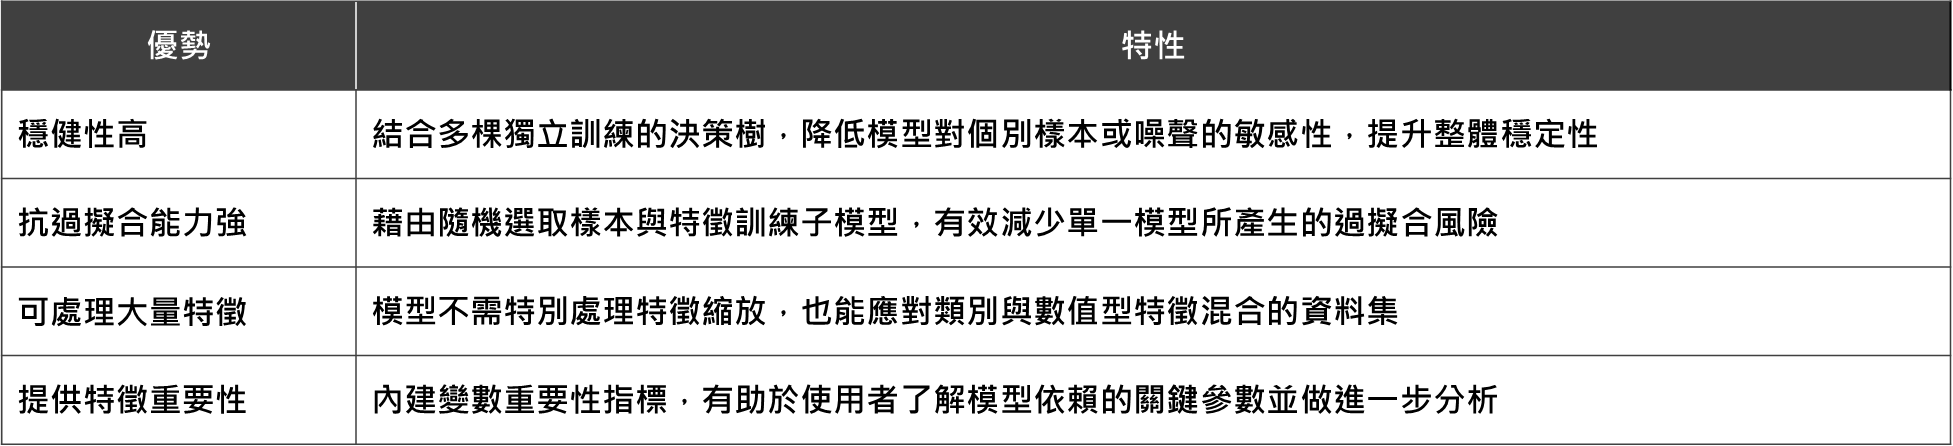 優勢 特性
穩健性高 結合多棵獨立訓練的決策樹，降低模型對個別樣本或噪聲的敏感性，提升整體穩定性
抗過擬合能力強 藉由隨機選取樣本與特徵訓練子模型，有效減少單一模型所產生的過擬合風險
可處理大量特徵 模型不需特別處理特徵縮放，也能應對類別與數值型特徵混合的資料集
提供特徵重要性 內建變數重要性指標，有助於使用者了解模型依賴的關鍵參數並做進一步分析